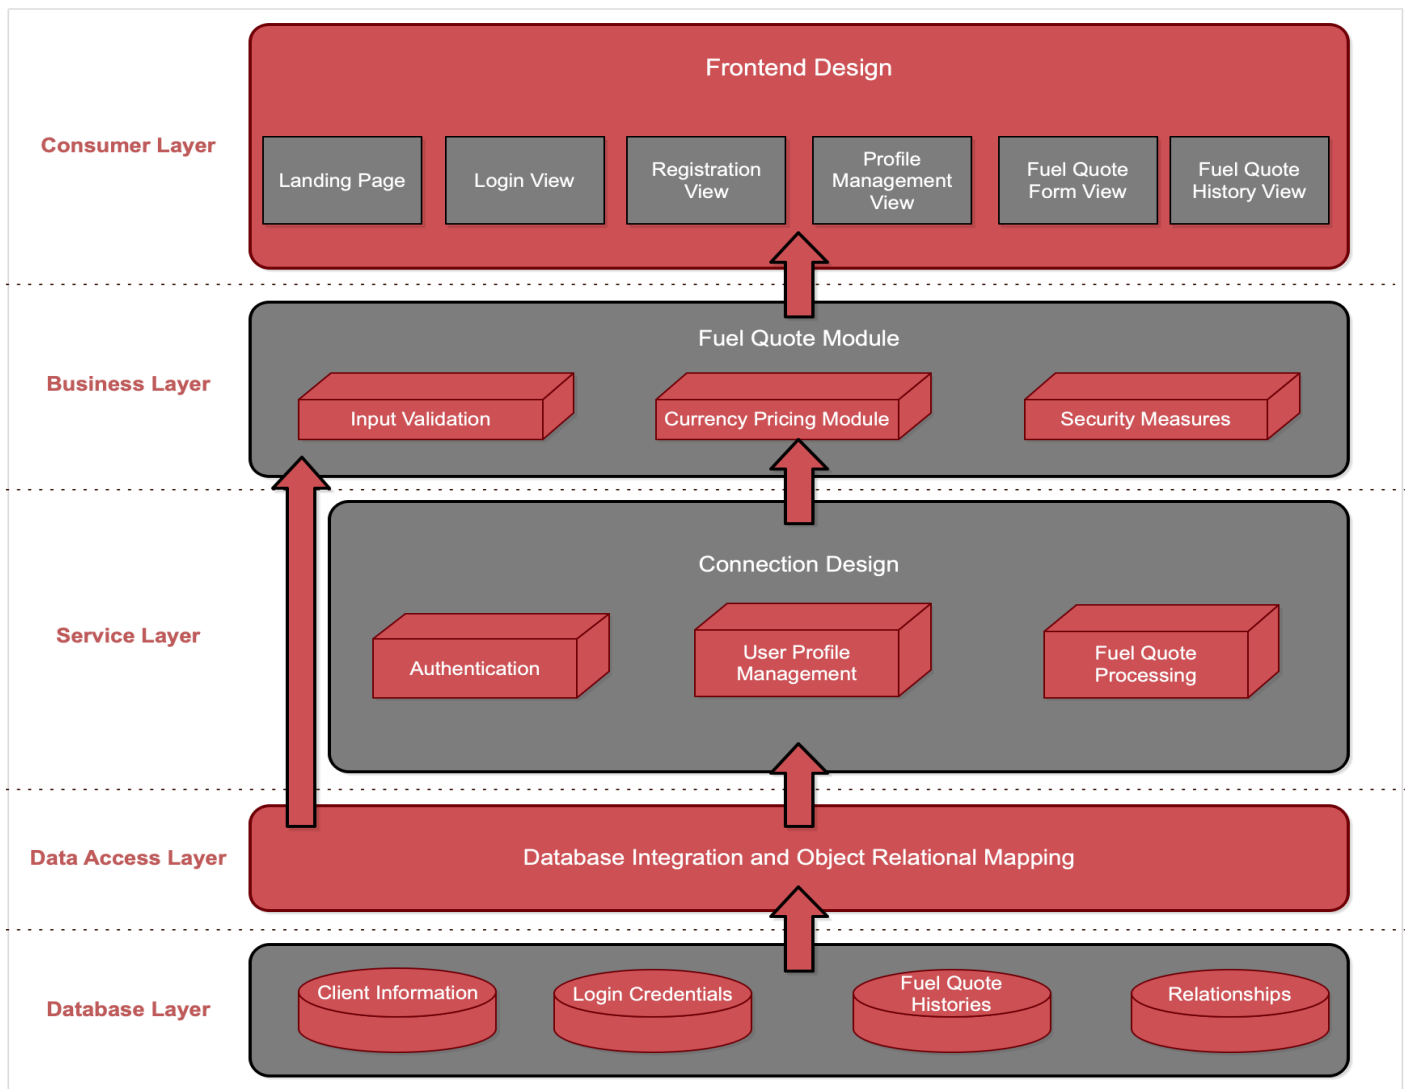 Frontend Design
Consumer Layer
Landing Page
Login View
Registration
View
Profile
Management
View
Fuel Quote
Form View
Fuel Quote
History View
Fuel Quote Module
Business Layer
Input Validation
Currency Pricing Module
Security Measures
Connection Design
Service Layer
Authentication
User Profile
Management
Fuel Quote
Processing
Data Access Layer
Database Integration and Object Relational Mapping
Database Layer
Client Information
Login Credentials
Fuel Quote
Histories
Relationships